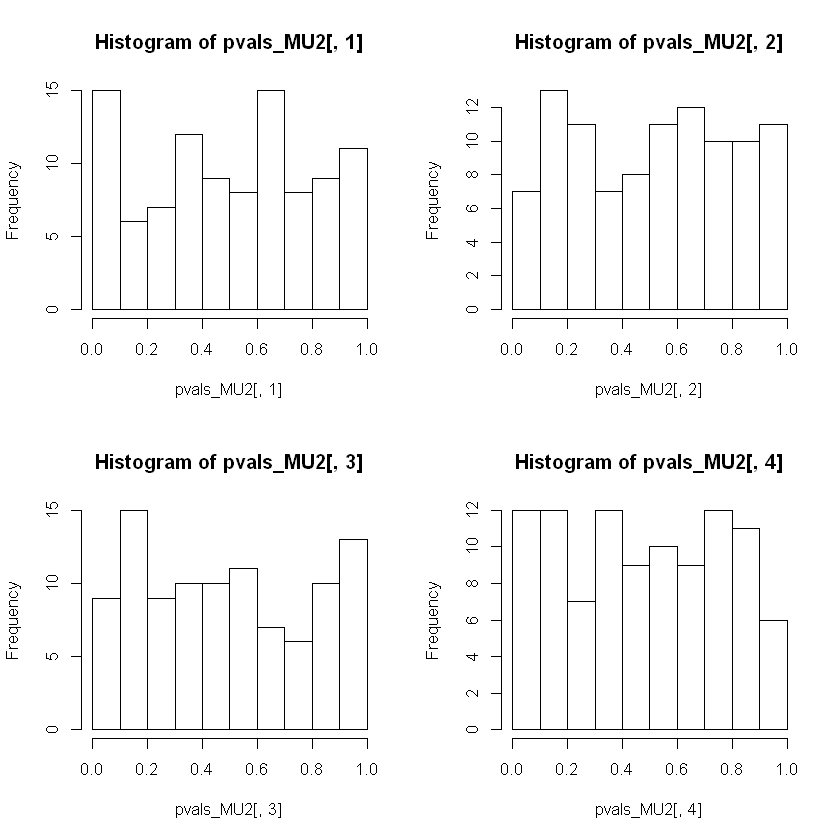 Histogram of pvals_MU2[, 1]
Frequency
15
10
5
0
0.0 0.2 0.4 0.6 0.8 1.0
pvals_MU2[, 1]
Histogram of pvals_MU2[, 2]
Frequency
12
10
8
6
4
2
0
0.0 0.2 0.4 0.6 0.8 1.0
pvals_MU2[, 2]
Histogram of pvals_MU2[, 3]
Frequency
15
10
5
0
0.0 0.2 0.4 0.6 0.8 1.0
pvals_MU2[, 3]
Histogram of pvals_MU2[, 4]
Frequency
12
10
8
6
4
2
0
0.0 0.2 0.4 0.6 0.8 1.0
pvals_MU2[, 4]